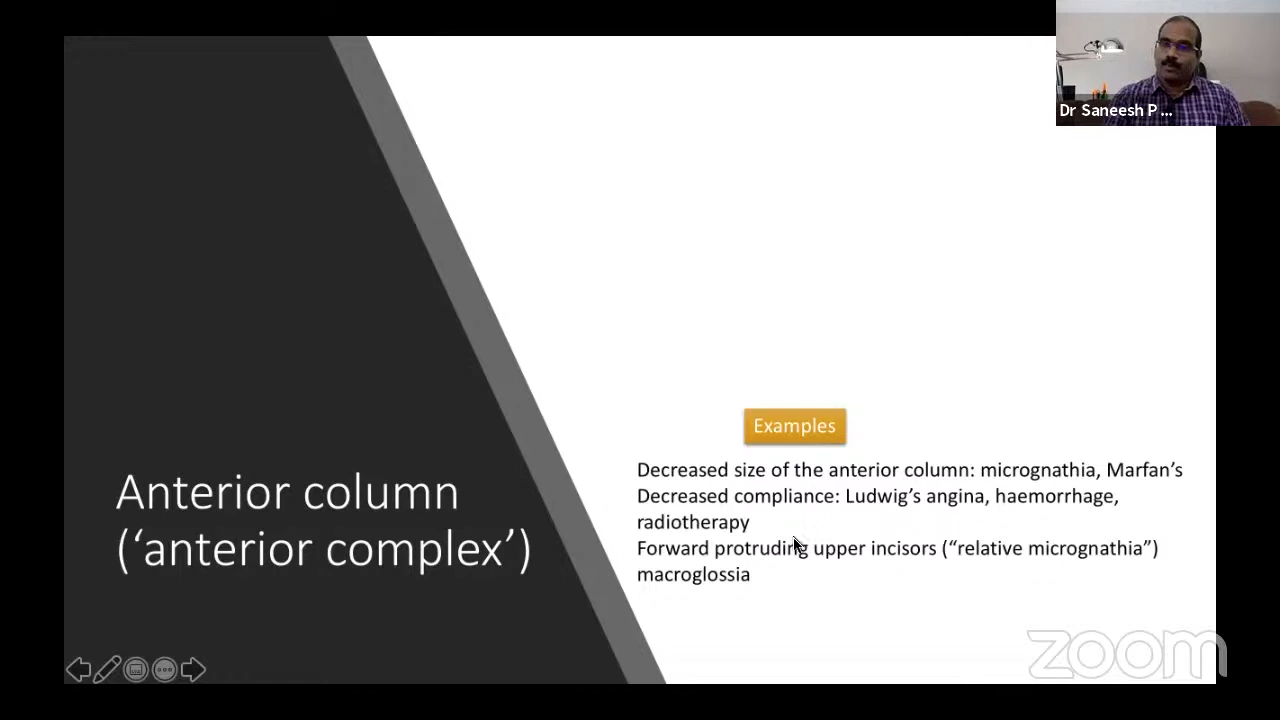 Dr Saneesh P ...
Examples
Decreased size of the anterior column: micrognathia, Marfan’s
Decreased compliance: Ludwig’s angina, haemorrhage,
radiotherapy
Forward protruding upper incisors (“relative micrognathia”)
macroglossia
Anterior column
(‘anterior complex’)
zoom